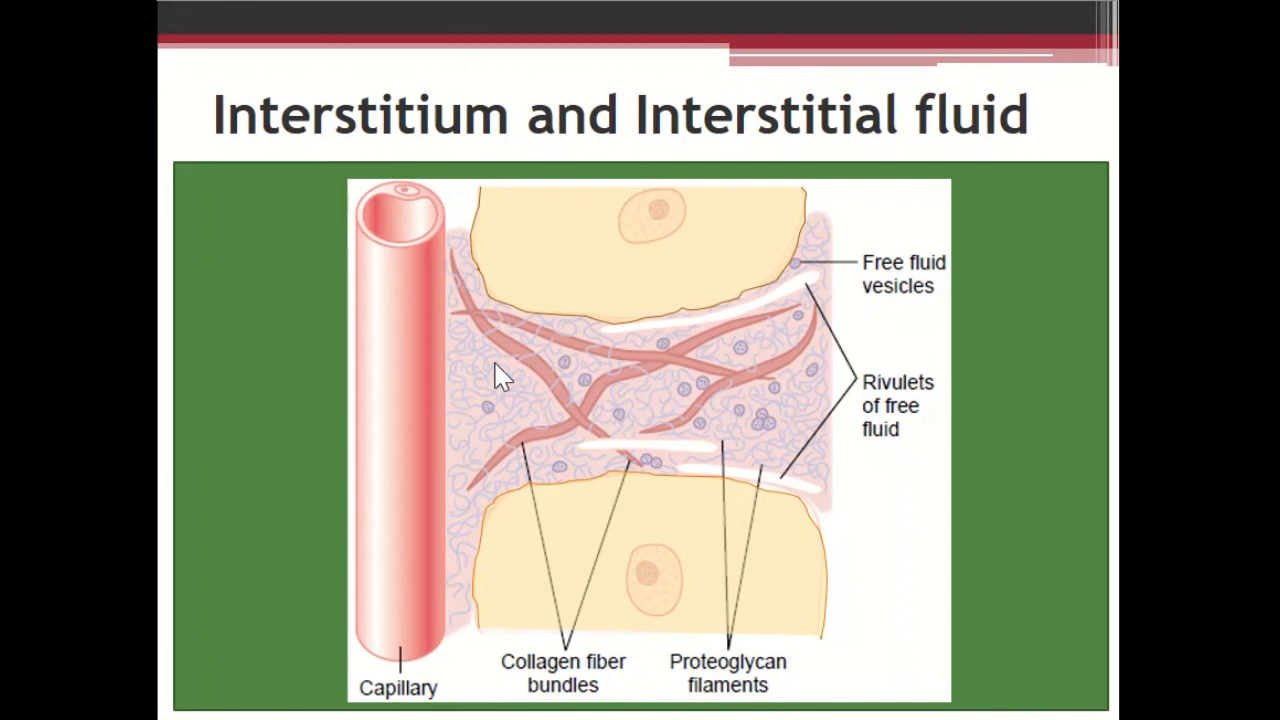 Interstitium and Interstitial fluid
Free fluid
vesicles
Rivulets
of free
fluid
Collagen fiber
bundles
Proteoglycan
filaments
Capillary